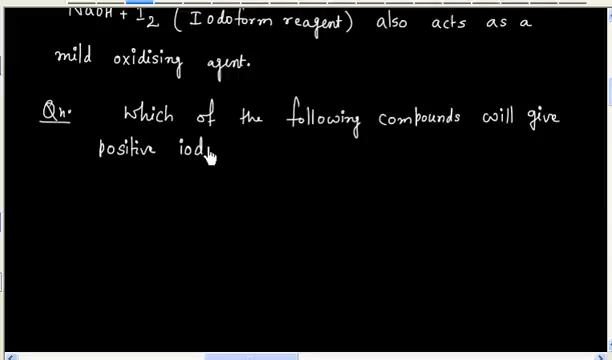 NaOH + I2 (Iodoform reagent) also acts as a
mild oxidising agent.
Qn. Which of the following compounds will give
positive iod